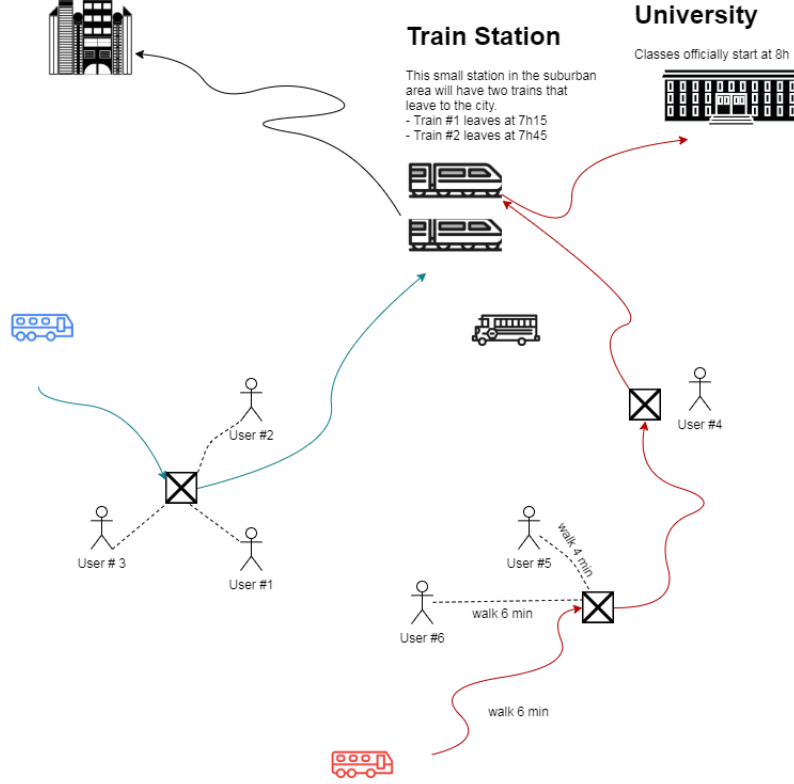 University
Train Station
Classes officially start at 8h
This small station in the suburban
area will have two trains that
leave to the city.
- Train #1 leaves at 7h15
- Train #2 leaves at 7h45
User #2
User #4
User # 3
User #1
User #5
walk 4 min
User #6
walk 6 min
walk 6 min